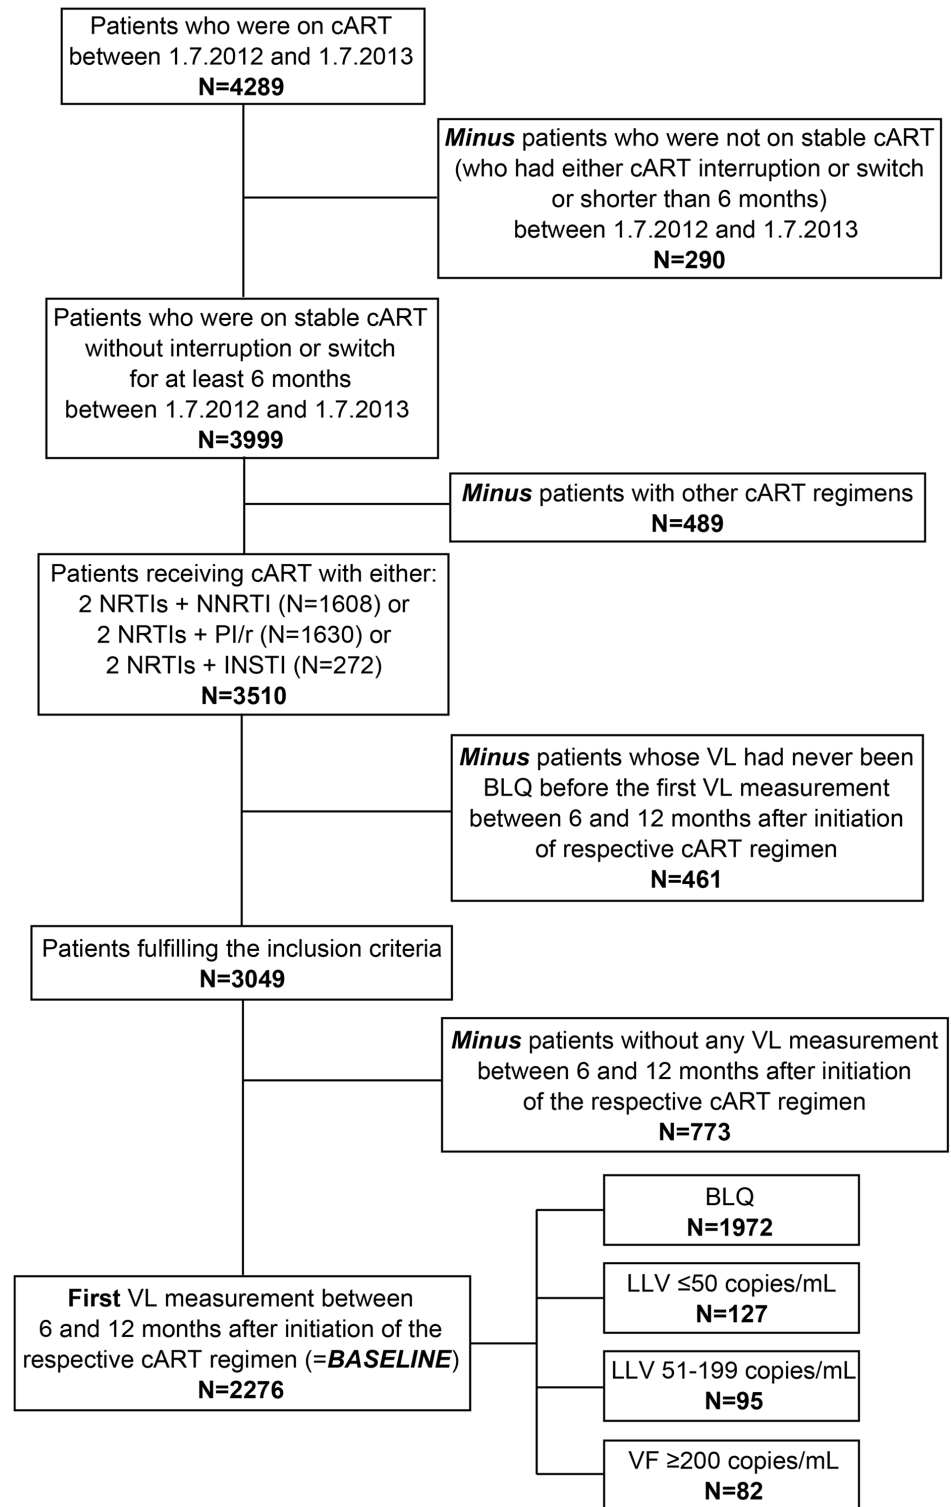 Patients who were on cART
between 1.7.2012 and 1.7.2013
N=4289
Minus patients who were not on stable cART
(who had either cART interruption or switch
or shorter than 6 months)
between 1.7.2012 and 1.7.2013
N=290
Patients who were on stable cART
without interruption or switch
for at least 6 months
between 1.7.2012 and 1.7.2013
N=3999
Minus patients with other cART regimens
N=489
Patients receiving cART with either:
2 NRTIs + NNRTI (N=1608) or
2 NRTIs + PI/r (N=1630) or
2 NRTIs + INSTI (N=272)
N=3510
Minus patients whose VL had never been
BLQ before the first VL measurement
between 6 and 12 months after initiation
of respective cART regimen
N=461
Patients fulfilling the inclusion criteria
N=3049
Minus patients without any VL measurement
between 6 and 12 months after initiation
of the respective cART regimen
N=773
First VL measurement between
6 and 12 months after initiation of the
respective cART regimen (=BASELINE)
N=2276
BLQ
N=1972
LLV ≤50 copies/mL
N=127
LLV 51-199 copies/mL
N=95
VF ≥200 copies/mL
N=82